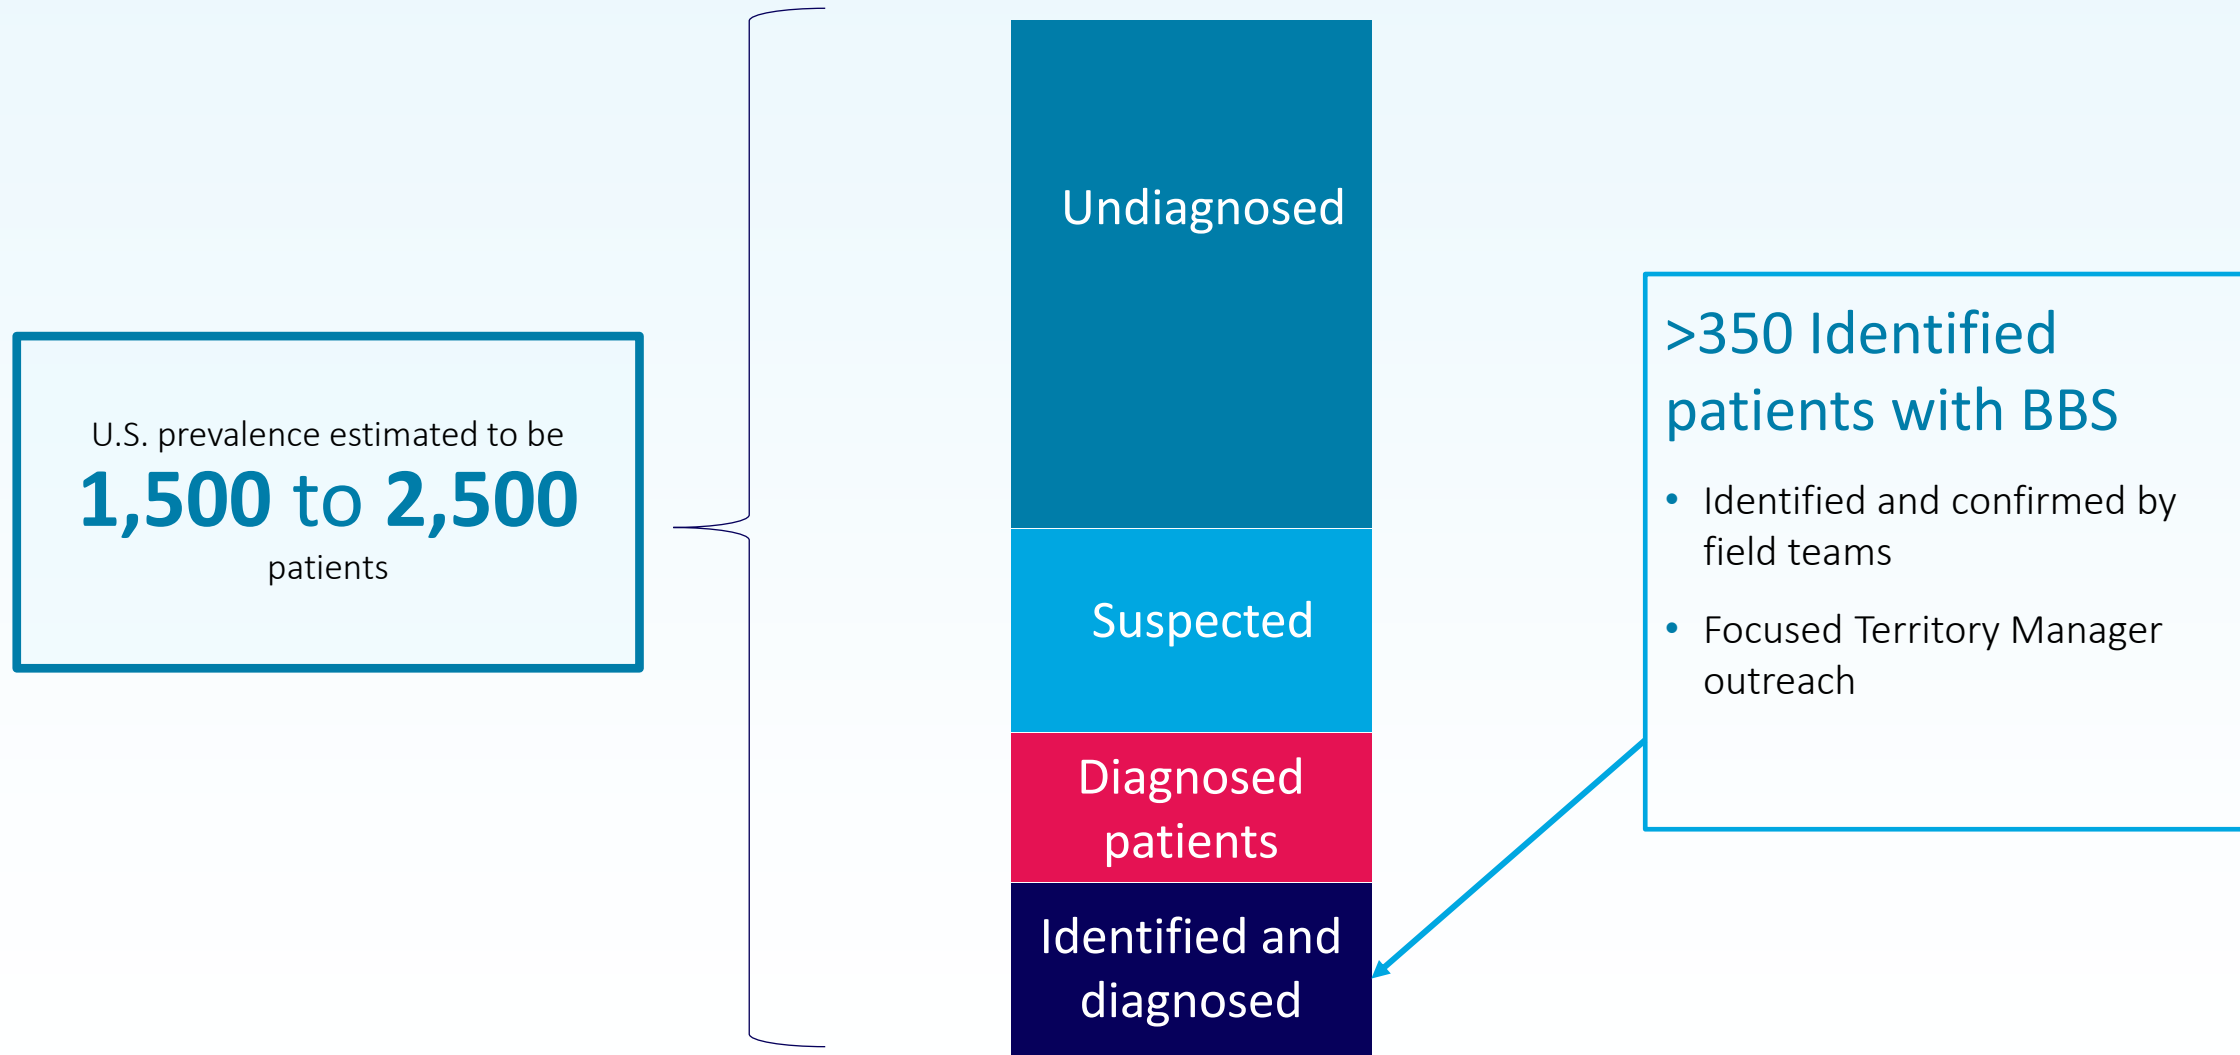 U.S. prevalence estimated to be
1,500 to 2,500
patients
Undiagnosed
Suspected
Diagnosed
patients
Identified and
diagnosed
>350 Identified
patients with BBS
• Identified and confirmed by
field teams
• Focused Territory Manager
outreach